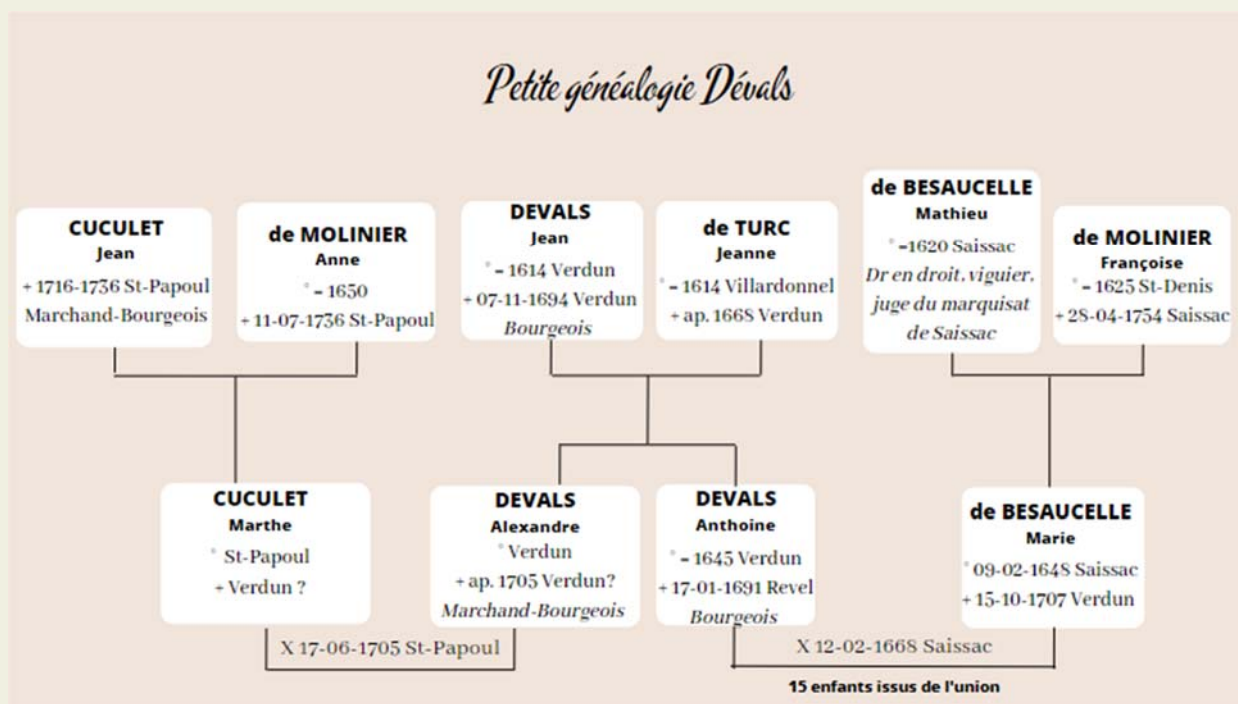 Petite généalogie Dévals
CUCULET
Jean
+ 1716-1736 St-Papoul
Marchand-Bourgeois
de MOLINIER
Anne
° ~ 1650
+ 11-07-1736 St-Papoul
DEVALS
Jean
° ~ 1614 Verdun
+ 07-11-1694 Verdun
Bourgeois
de TURC
Jeanne
° ~ 1614 Villardonnel
+ ap. 1668 Verdun
de BESAUCELLE
Mathieu
° ~1620 Saissac
Dr en droit, viguier,
juge du marquisat
de Saissac
de MOLINIER
Françoise
° ~ 1625 St-Denis
+ 28-04-1754 Saissac
CUCULET
Marthe
° St-Papoul
+ Verdun ?
DEVALS
Alexandre
° Verdun
+ ap. 1705 Verdun?
Marchand-Bourgeois
DEVALS
Anthoine
° ~ 1645 Verdun
+ 17-01-1691 Revel
Bourgeois
de BESAUCELLE
Marie
° 09-02-1648 Saissac
+ 15-10-1707 Verdun
X 17-06-1705 St-Papoul
X 12-02-1668 Saissac
15 enfants issus de l'union